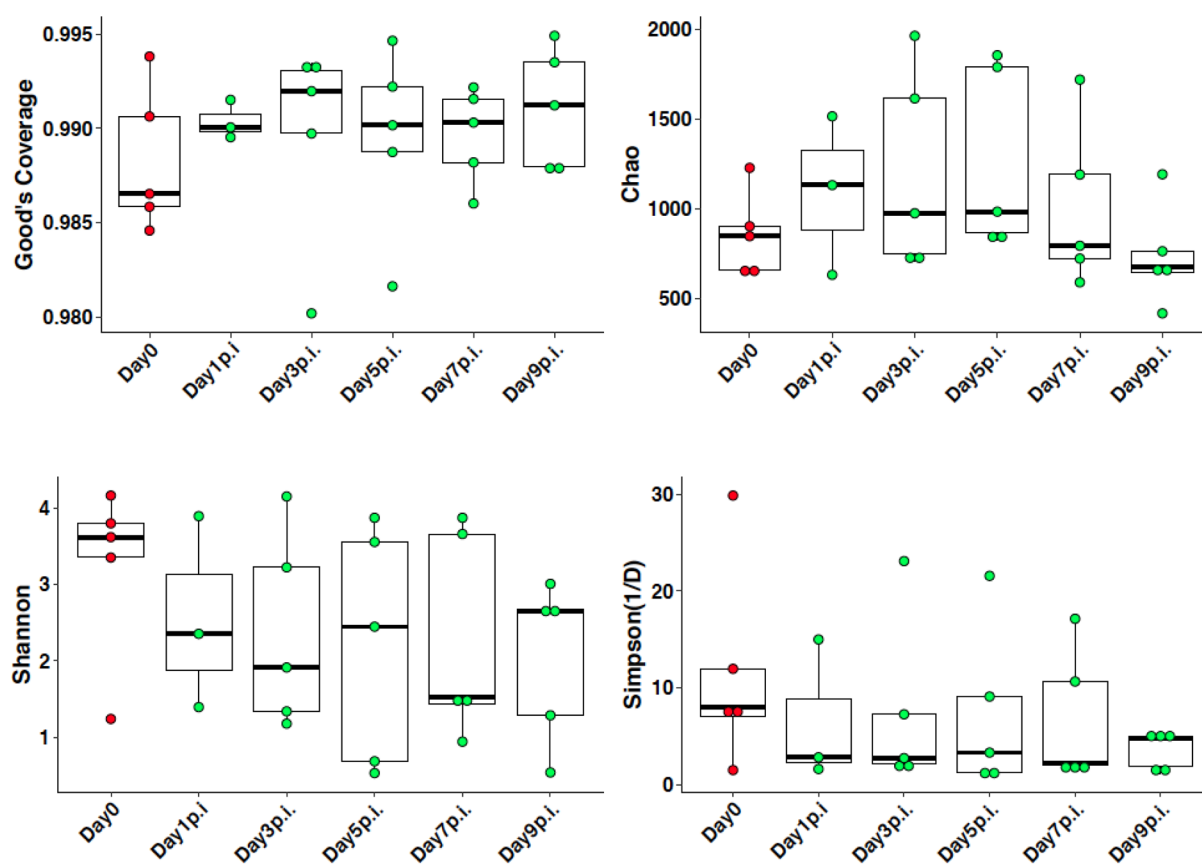 Good's Coverage
0.995
0.990
0.985
0.980
Day0
Day1p.i
Day3p.i.
Day5p.i.
Day7p.i.
Day9p.i.
Chao
2000
1500
1000
500
Day0
Day1p.i
Day3p.i.
Day5p.i.
Day7p.i.
Day9p.i.
Shannon
4
3
2
1
Day0
Day1p.i
Day3p.i.
Day5p.i.
Day7p.i.
Day9p.i.
Simpson(1/D)
30
20
10
0
Day0
Day1p.i
Day3p.i.
Day5p.i.
Day7p.i.
Day9p.i.